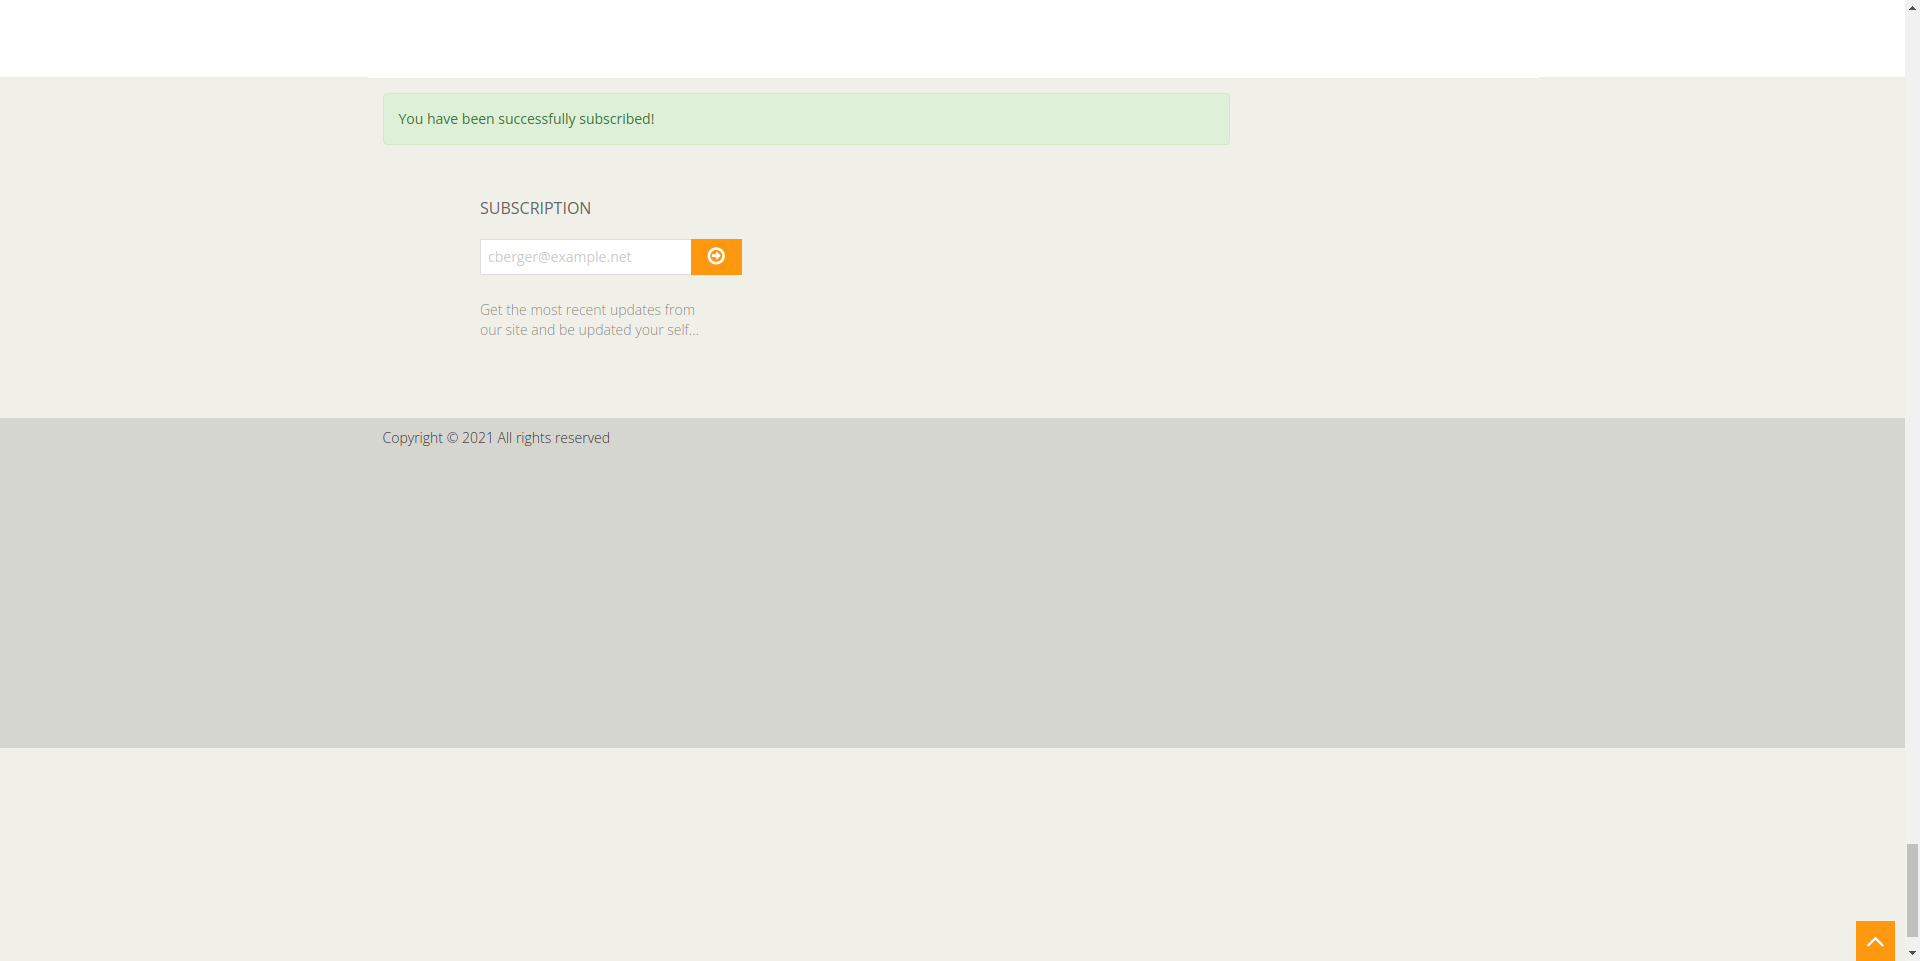 You have been successfully subscribed!
SUBSCRIPTION
cberger@example.net
Get the most recent updates from
our site and be updated your self...
Copyright © 2021 All rights reserved